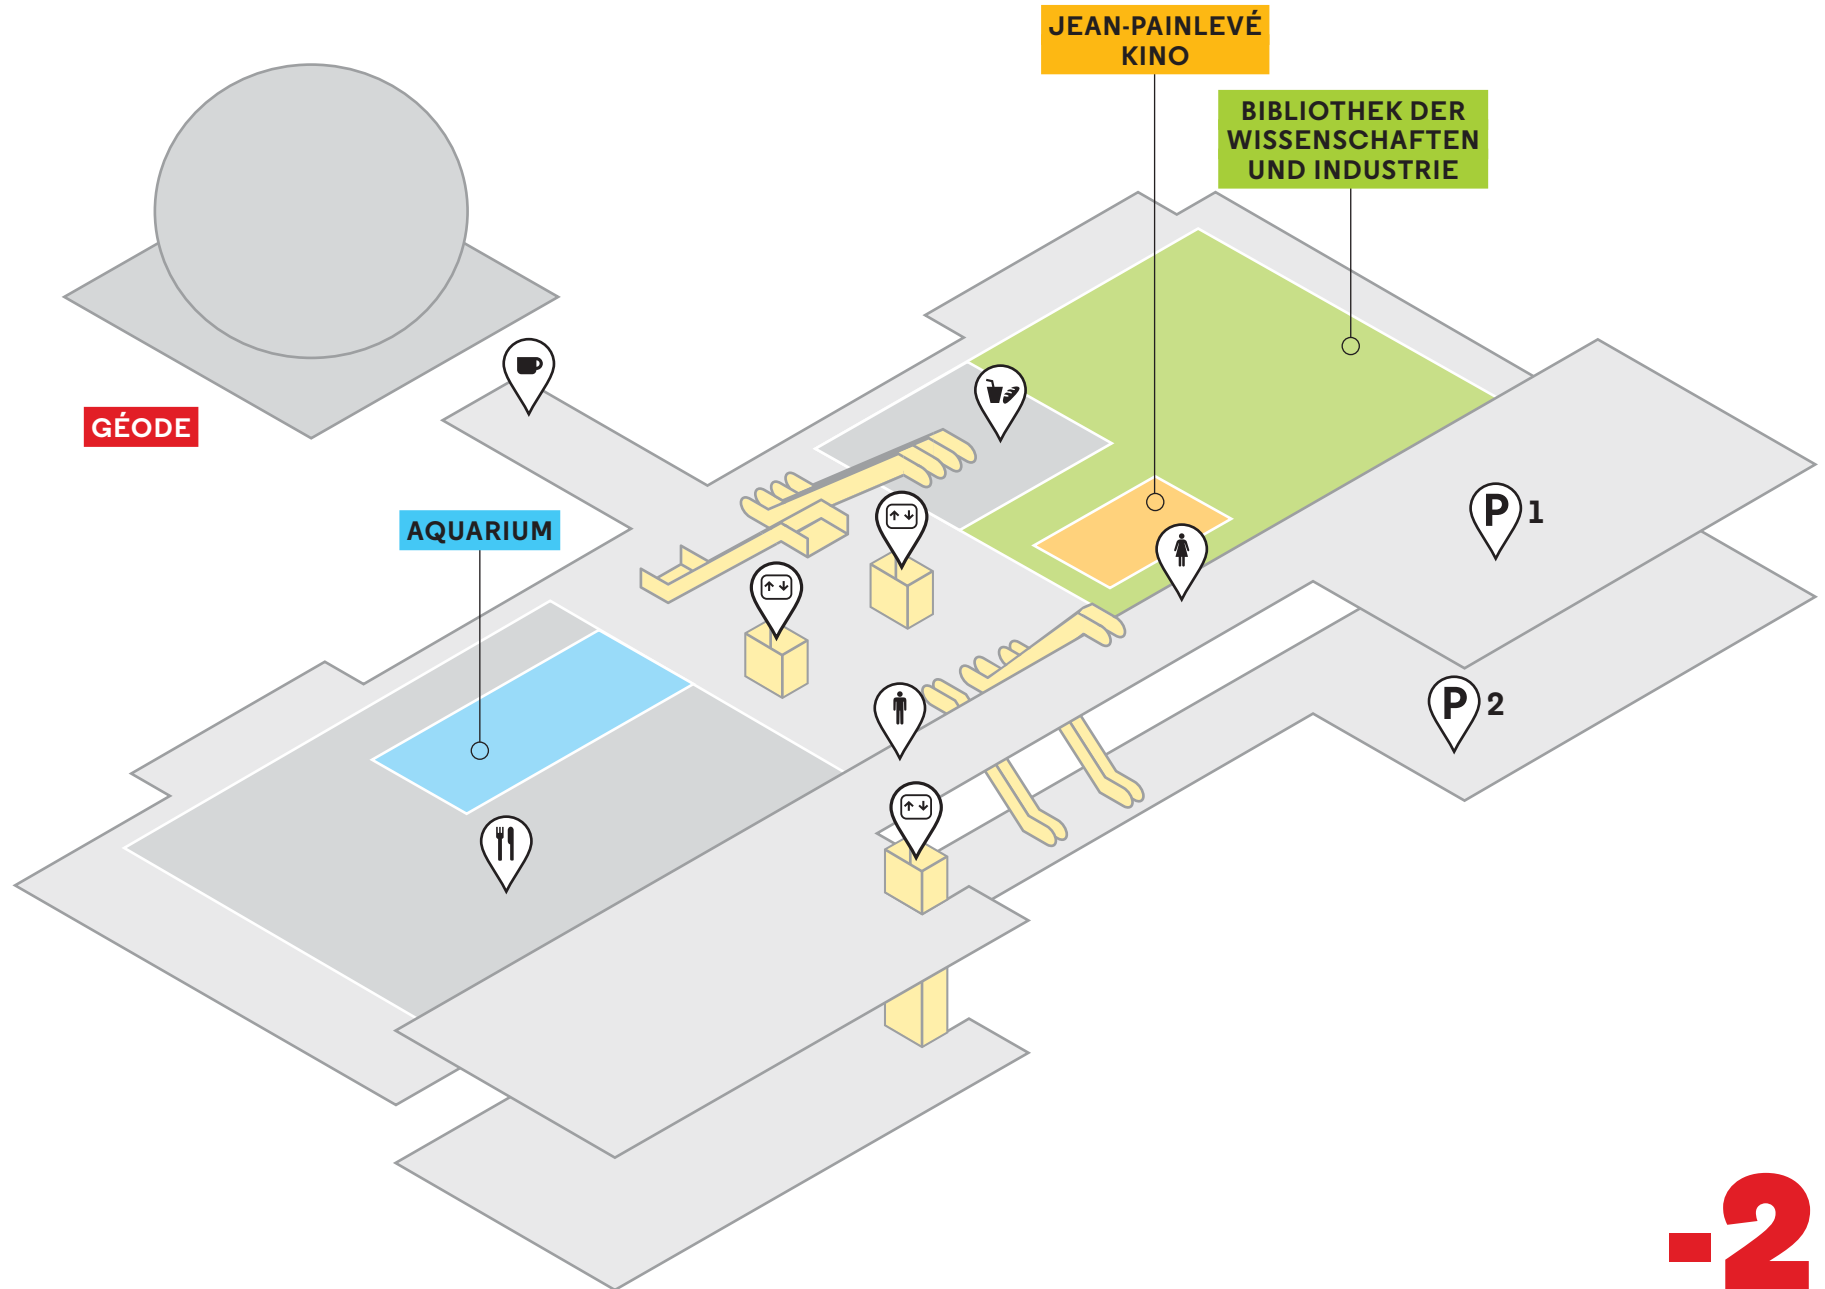 JEAN-PAINLEVÉ
KINO
BIBLIOTHEK DER
WISSENSCHAFTEN
UND INDUSTRIE
GÉODE
AQUARIUM
P 1
P 2
-2